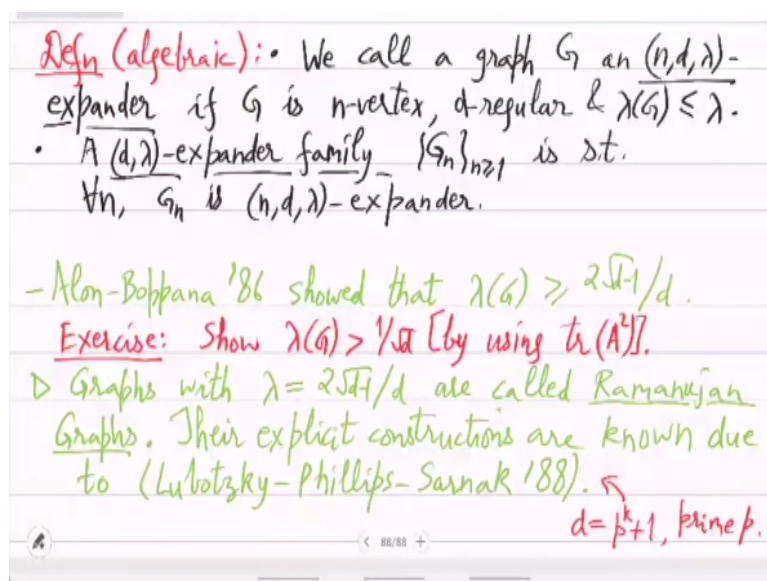 Defn (algebraic): • We call a graph G an (n,d,λ)-
expander if G is n-vertex, d-regular & λ(G) ≤ λ.
• A (d,λ)-expander family {Gₙ}ₙ≥₁ is s.t.
∀n, Gₙ is (n,d,λ)-expander.
- Alon-Boppana '86 showed that λ(G) ≥ 2√d-1/d.
Exercise: Show λ(G) > 1/√d [by using tr(A²)].
▷ Graphs with λ = 2√d-1/d are called Ramanujan
Graphs. Their explicit constructions are known due
to (Lubotzky-Phillips-Sarnak '88).
d = pᵏ+1, prime p.
< 88/88 +